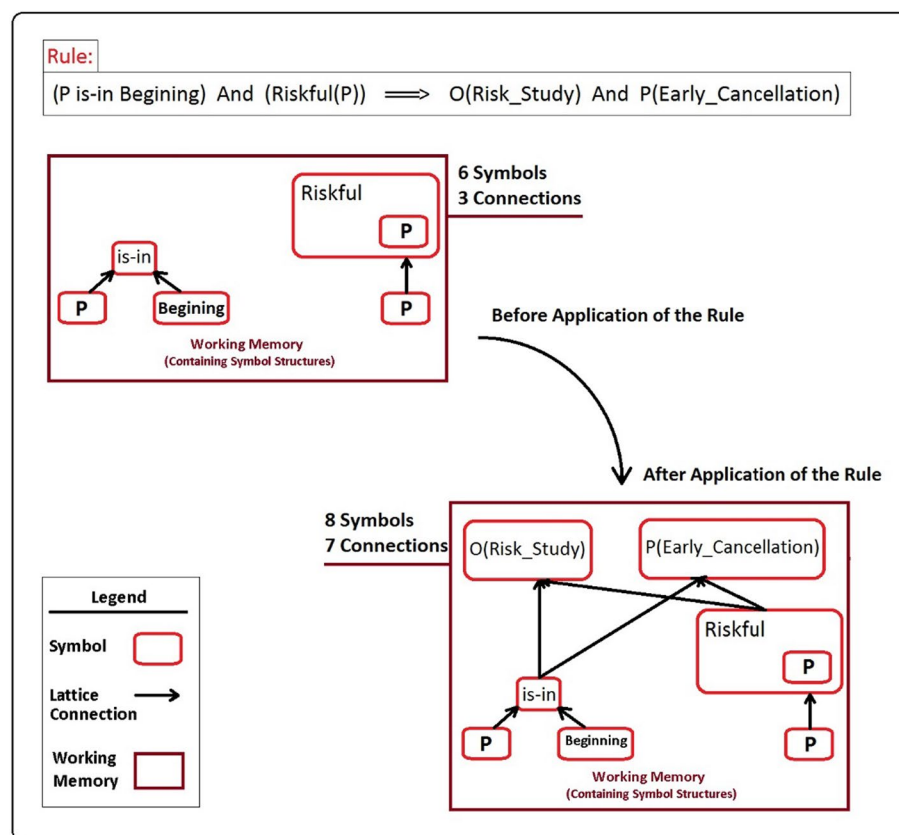 Rule:
(P is-in Begining) And (Riskful(P)) ⟹ O(Risk_Study) And P(Early_Cancellation)
6 Symbols
3 Connections
Riskful
P
is-in
P
Begining
P
Working Memory
(Containing Symbol Structures)
Before Application of the Rule
After Application of the Rule
8 Symbols
7 Connections
O(Risk_Study)
P(Early_Cancellation)
Riskful
P
is-in
P
Beginning
P
Working Memory
(Containing Symbol Structures)
Legend
Symbol
Lattice
Connection
Working
Memory